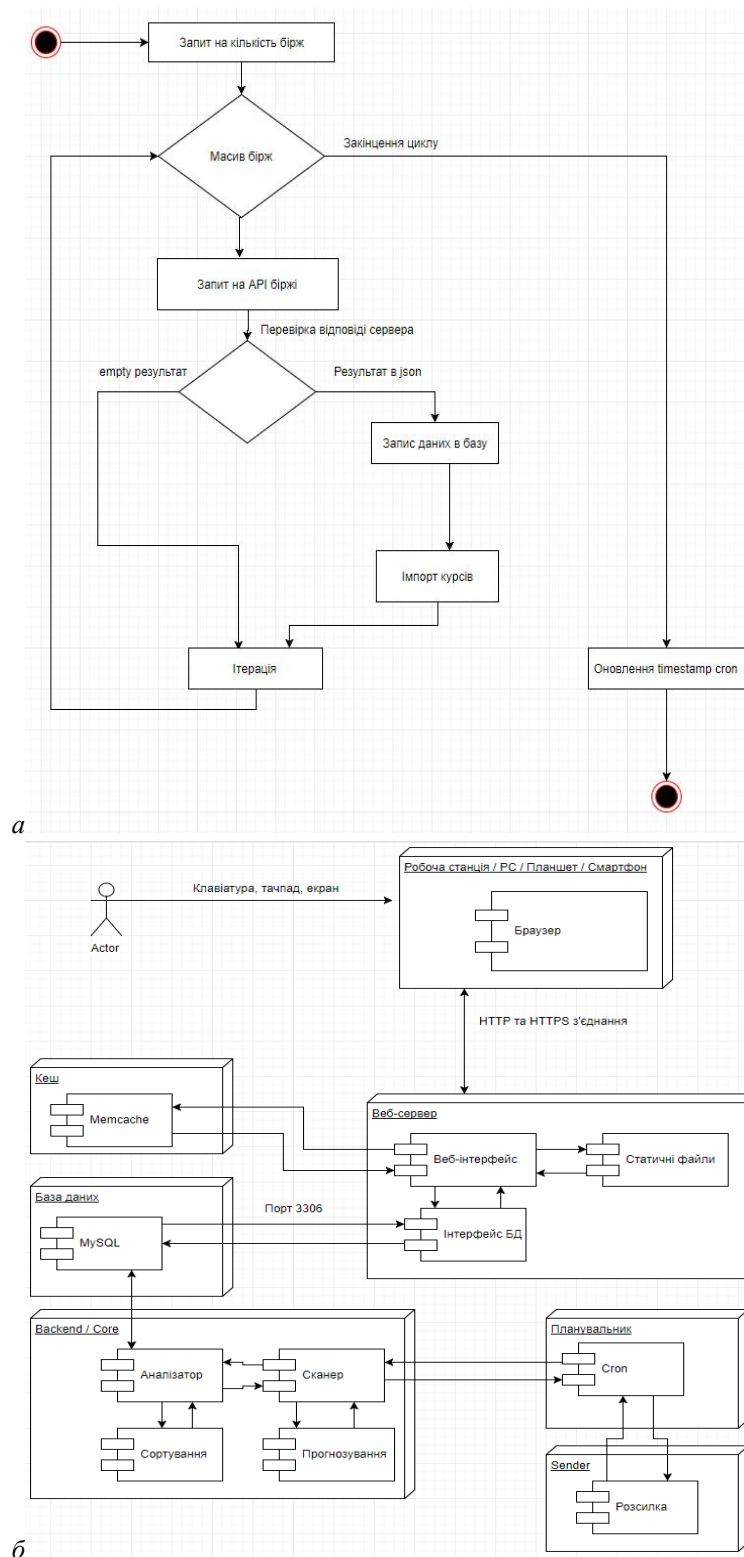 Запит на кількість бірж
Масив бірж
Закінцення циклу
Запит на API біржі
Перевірка відповіді сервера
empty результат
Результат в json
Запис даних в базу
Імпорт курсів
Ітерація
Оновлення timestamp cron
а
Робоча станція / PC / Планшет / Смартфон
Клавіатура, тачпад, екран
Браузер
Actor
HTTP та HTTPS з'єднання
Кеш
Memcache
Веб-сервер
Веб-інтерфейс
Статичні файли
База даних
Порт 3306
MySQL
Інтерфейс БД
Backend / Core
Планувальник
Аналізатор
Сканер
Cron
Сортування
Прогнозування
Sender
Розсилка
б